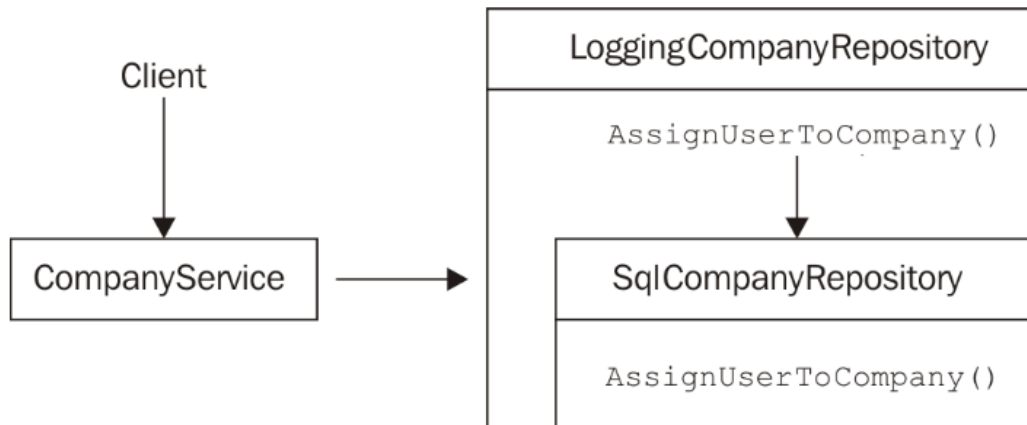 Client
CompanyService
LoggingCompanyRepository
AssignUserToCompany()
SqlCompanyRepository
AssignUserToCompany()